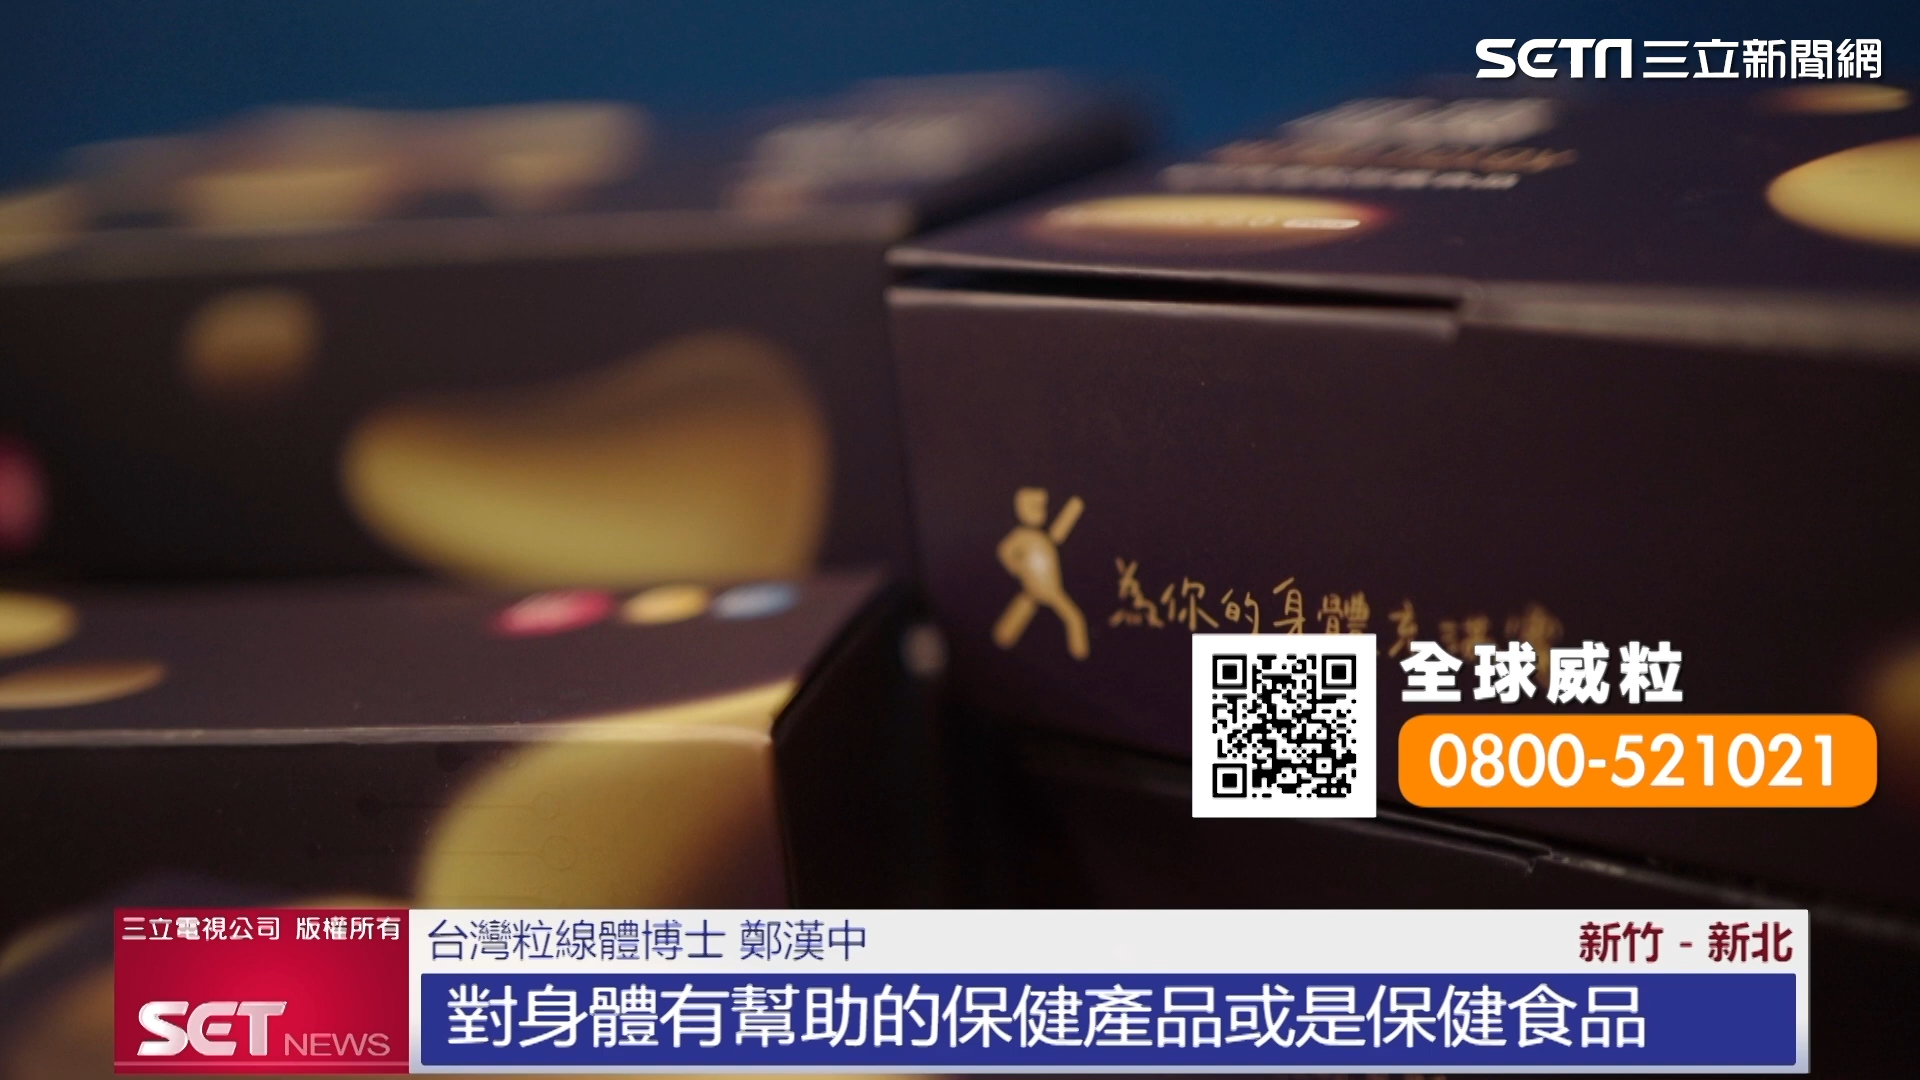 SETN三立新聞網
為你的身體充滿
全球威粒
0800-521021
三立電視公司 版權所有
台灣粒線體博士 鄭漢中
新竹 - 新北
SET NEWS
對身體有幫助的保健產品或是保健食品